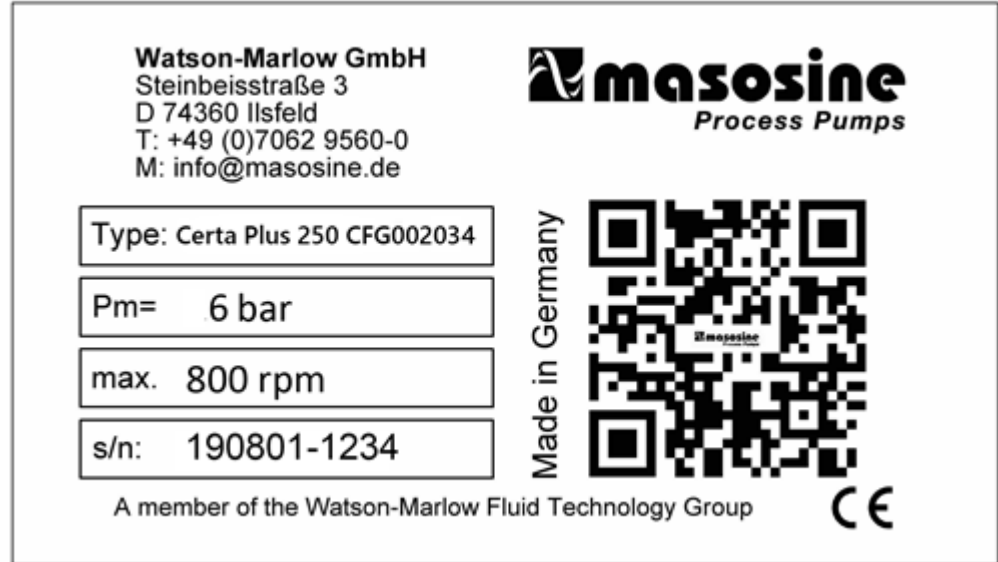 Watson-Marlow GmbH
Steinbeisstraße 3
D 74360 Ilsfeld
T: +49 (0)7062 9560-0
M: info@masosine.de
masosine
Process Pumps
Type: Certa Plus 250 CFG002034
Pm= 6 bar
max. 800 rpm
s/n: 190801-1234
Made in Germany
masosine
Process Pumps
A member of the Watson-Marlow Fluid Technology Group
CE